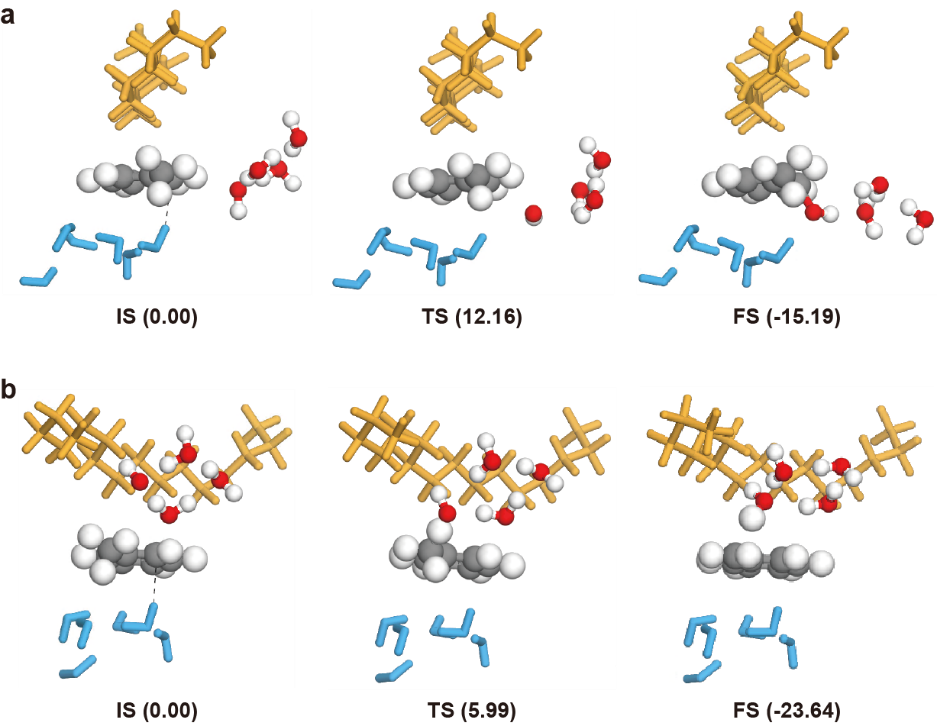 a
IS (0.00) TS (12.16) FS (-15.19)
b
IS (0.00) TS (5.99) FS (-23.64)